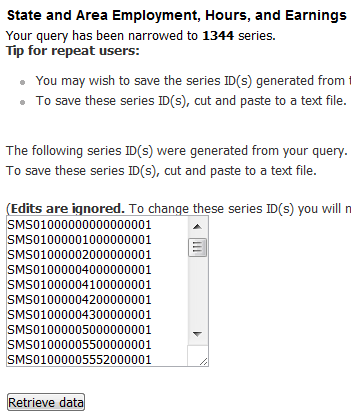 State and Area Employment, Hours, and Earnings
Your query has been narrowed to 1344 series.
Tip for repeat users:
You may wish to save the series ID(s) generated from
To save these series ID(s), cut and paste to a text file.
The following series ID(s) were generated from your query.
To save these series ID(s), cut and paste to a text file.
(Edits are ignored. To change these series ID(s) you will
SMS01000000000000001
SMS01000001000000001
SMS01000002000000001
SMS01000004000000001
SMS01000004100000001
SMS01000004200000001
SMS01000004300000001
SMS01000005000000001
SMS01000005500000001
SMS01000005552000001
Retrieve data